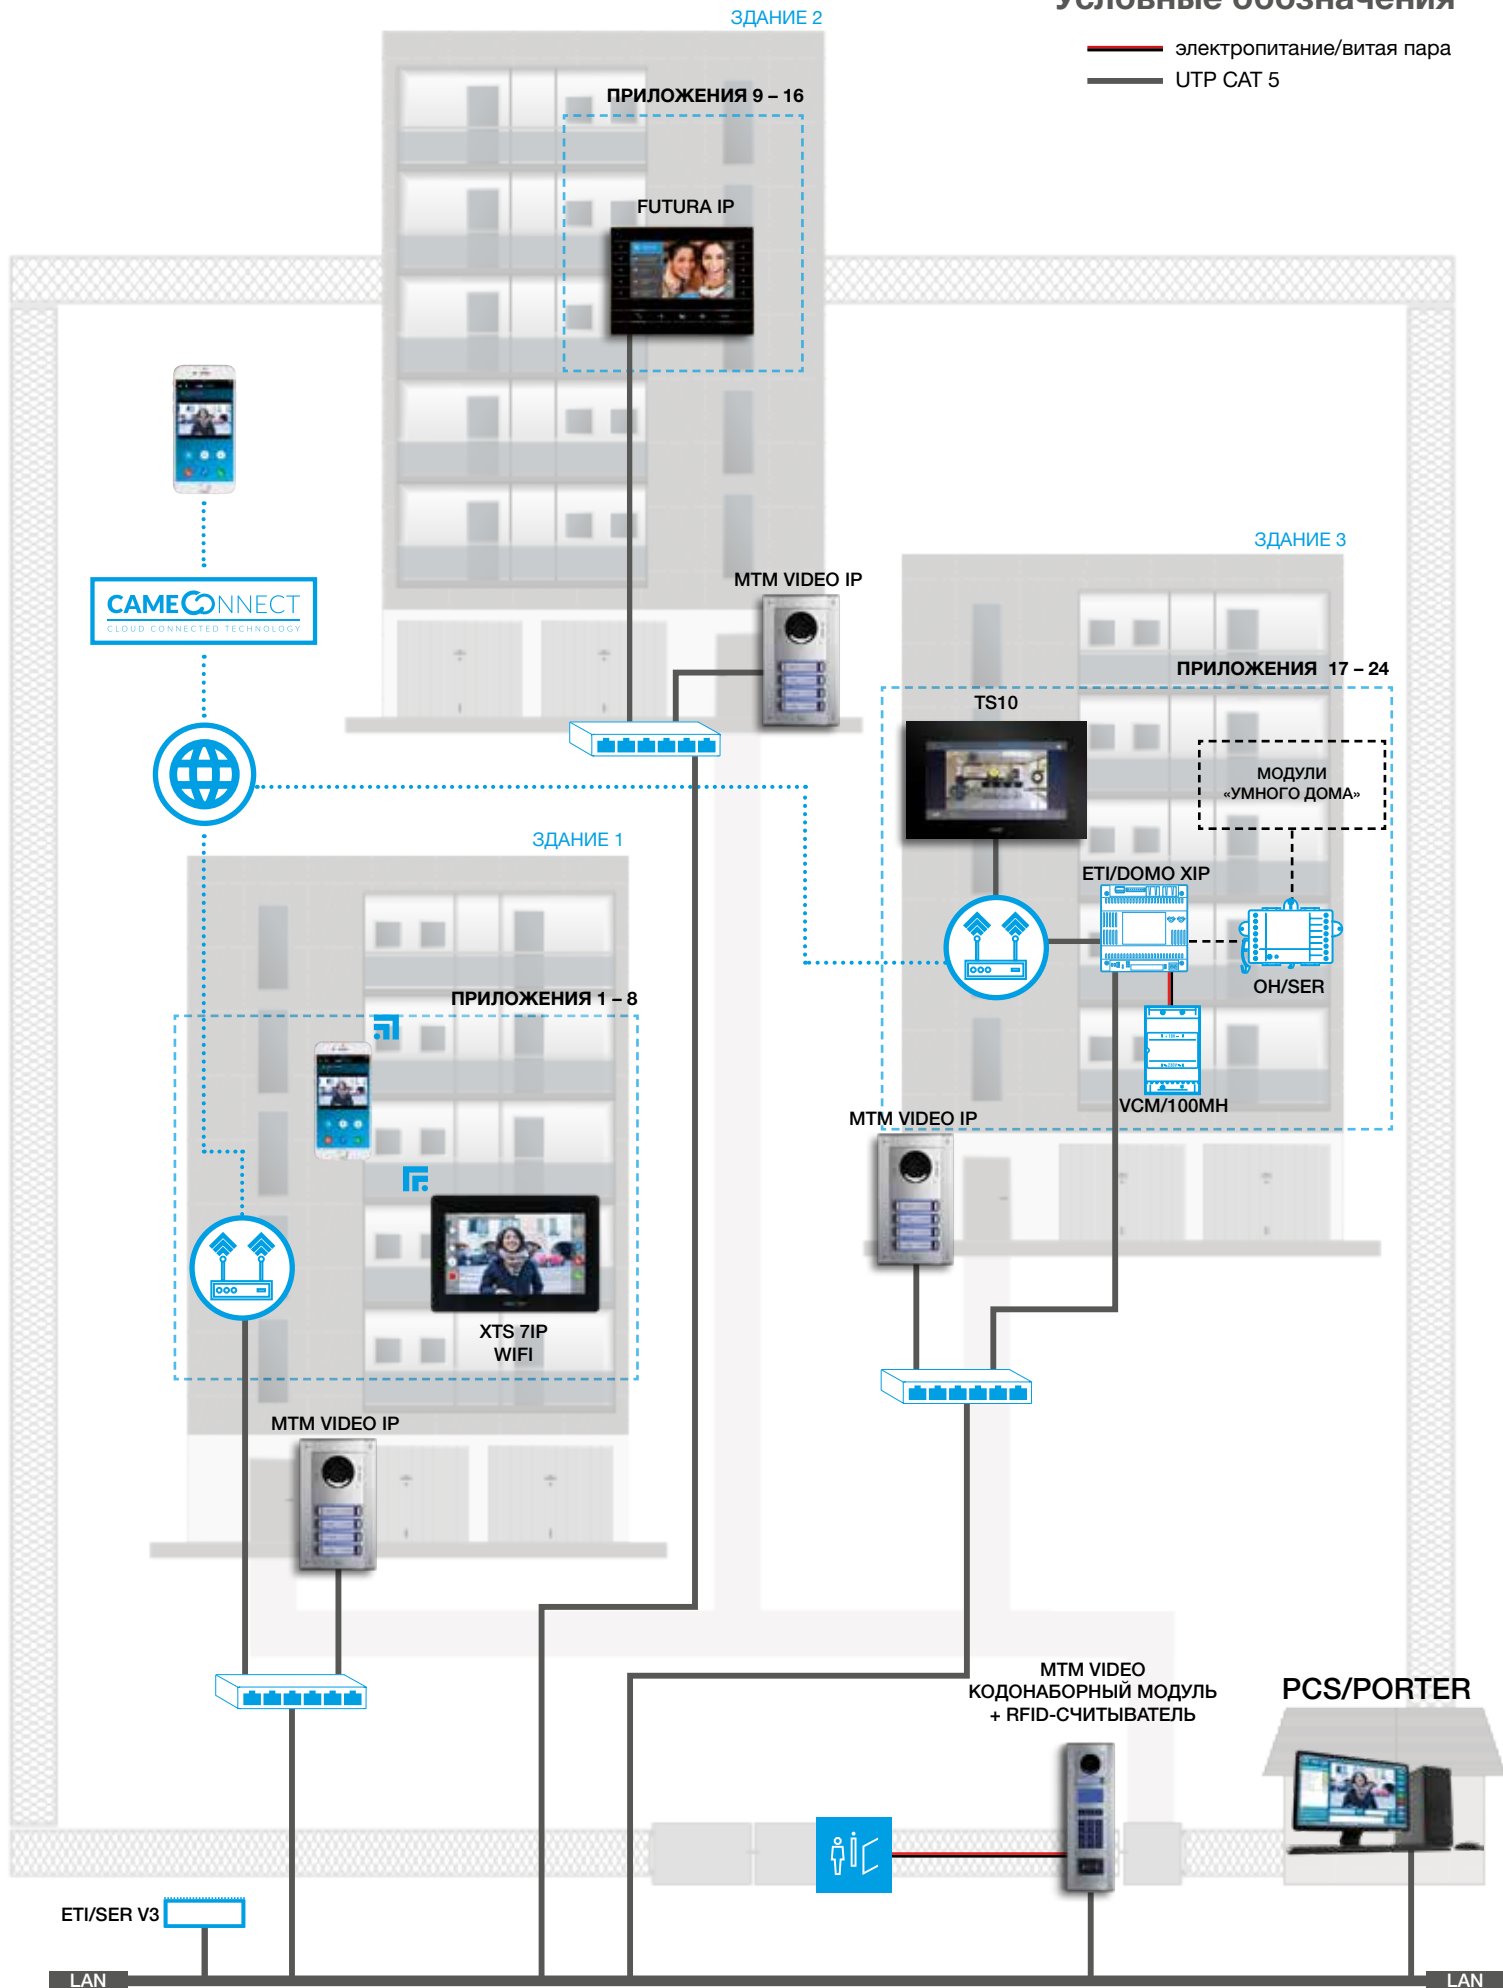 Условные обозначения
ЗДАНИЕ 2
электропитание/витая пара
UTP CAT 5
ПРИЛОЖЕНИЯ 9 – 16
FUTURA IP
ЗДАНИЕ 3
MTM VIDEO IP
CAMECONNECT
CLOUD CONNECTED TECHNOLOGY
ПРИЛОЖЕНИЯ 17 – 24
TS10
МОДУЛИ
«УМНОГО ДОМА»
ЗДАНИЕ 1
ETI/DOMO XIP
OH/SER
ПРИЛОЖЕНИЯ 1 – 8
VCM/100MH
MTM VIDEO IP
XTS 7IP
WIFI
MTM VIDEO IP
MTM VIDEO
КОДОНАБОРНЫЙ МОДУЛЬ
+ RFID-СЧИТЫВАТЕЛЬ
PCS/PORTER
ETI/SER V3
LAN
LAN